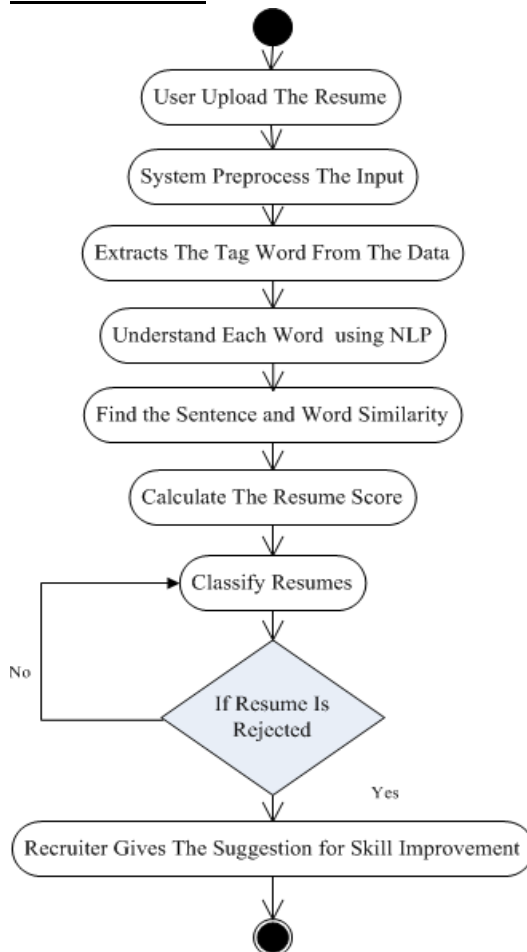 User Upload The Resume
System Preprocess The Input
Extracts The Tag Word From The Data
Understand Each Word using NLP
Find the Sentence and Word Similarity
Calculate The Resume Score
Classify Resumes
No
If Resume Is
Rejected
Yes
Recruiter Gives The Suggestion for Skill Improvement